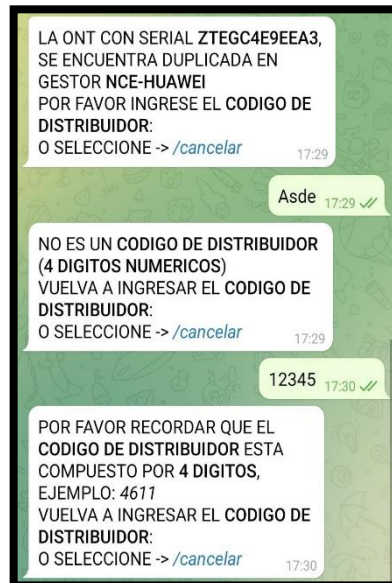 LA ONT CON SERIAL ZTEGC4E9EEA3,
SE ENCUENTRA DUPLICADA EN
GESTOR NCE-HUAWEI
POR FAVOR INGRESE EL CODIGO DE
DISTRIBUIDOR:
O SELECCIONE -> /cancelar
17:29
Asde 17:29
NO ES UN CODIGO DE DISTRIBUIDOR
(4 DIGITOS NUMERICOS)
VUELVA A INGRESAR EL CODIGO DE
DISTRIBUIDOR:
O SELECCIONE -> /cancelar
17:29
12345 17:30
POR FAVOR RECORDAR QUE EL
CODIGO DE DISTRIBUIDOR ESTA
COMPUESTO POR 4 DIGITOS,
EJEMPLO: 4611
VUELVA A INGRESAR EL CODIGO DE
DISTRIBUIDOR:
O SELECCIONE -> /cancelar
17:30